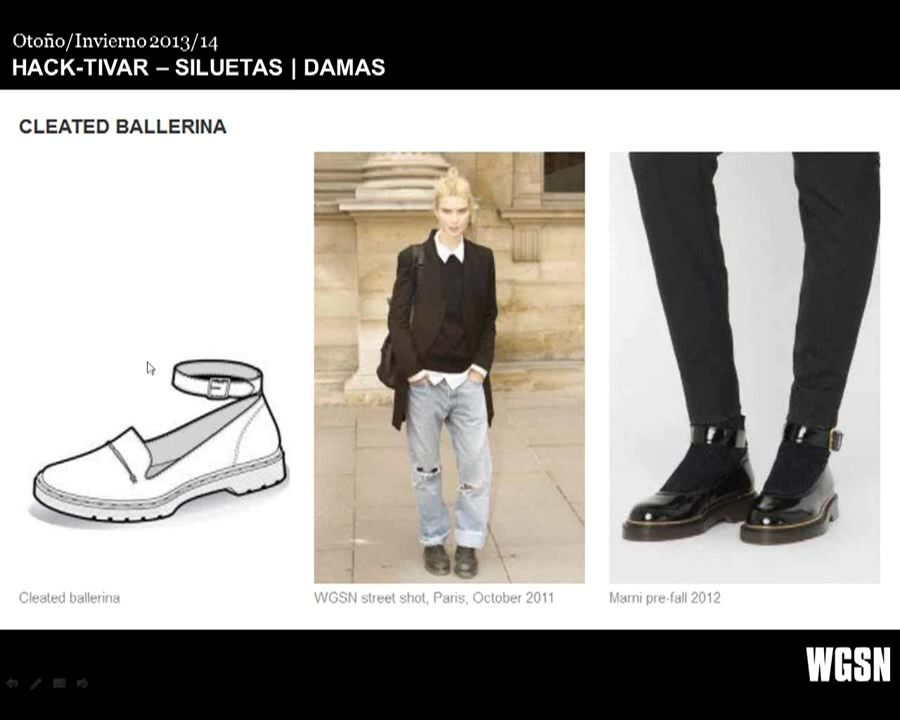 Otoño/Invierno 2013/14
HACK-TIVAR – SILUETAS | DAMAS
CLEATED BALLERINA
Cleated ballerina
WGSN street shot, Paris, October 2011
Marni pre-fall 2012
WGSN